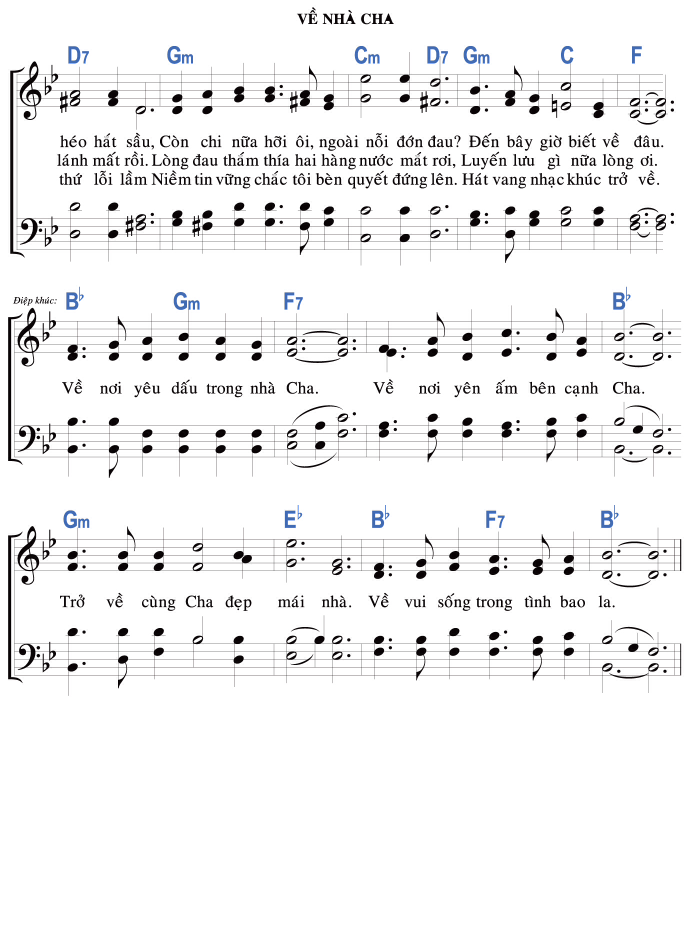 VỀ NHÀ CHA
D7 Gm Cm D7 Gm C F
héo hát sầu, Còn chi nữa hỡi ôi, ngoài nỗi đớn đau? Đến bây giờ biết về đâu.
lánh mất rồi. Lòng đau thấm thía hai hàng nước mát rơi, Luyến lưu gì nữa lòng ơi.
thứ lỗi lầm Niềm tin vững chắc tôi bèn quyết đứng lên. Hát vang nhạc khúc trở về.
Điệp khúc: B♭ Gm F7 B♭
Về nơi yêu dấu trong nhà Cha. Về nơi yên ấm bên cạnh Cha.
Gm E♭ B♭ F7 B♭
Trở về cùng Cha đẹp mái nhà. Về vui sống trong tình bao la.